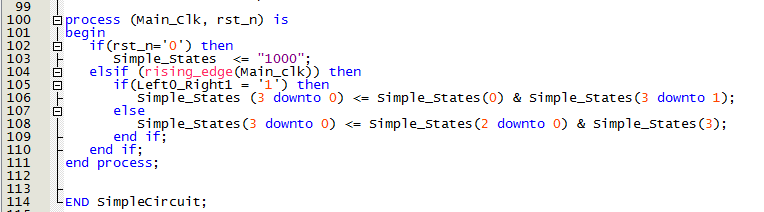 99
100 process (Main_Clk, rst_n) is
101 begin
102 if(rst_n='0') then
103 Simple_States <= "1000";
104 elsif (rising_edge(Main_Clk)) then
105 if(Left0_Right1 = '1') then
106 Simple_States (3 downto 0) <= Simple_States(0) & Simple_States(3 downto 1);
107 else
108 Simple_States(3 downto 0) <= Simple_States(2 downto 0) & Simple_States(3);
109 end if;
110 end if;
111 end process;
112
113
114 END SimpleCircuit;